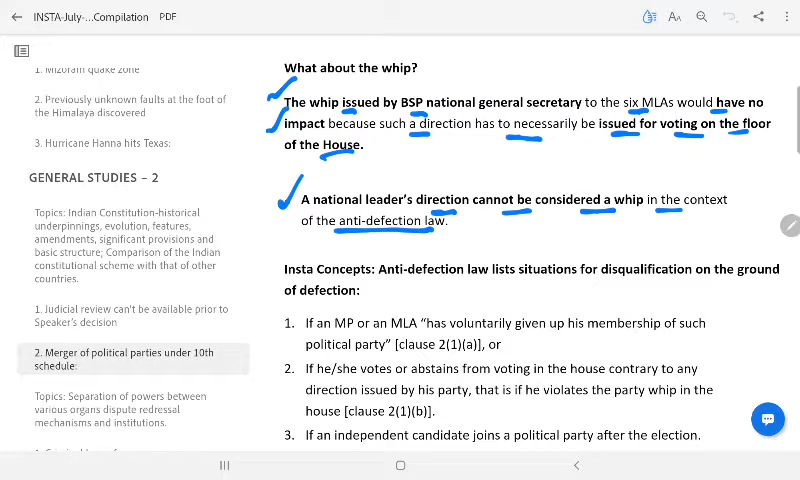 INSTA-July-...Compilation PDF
1. Mizoram quake zone
2. Previously unknown faults at the foot of
the Himalaya discovered
3. Hurricane Hanna hits Texas:
GENERAL STUDIES – 2
Topics: Indian Constitution-historical
underpinnings, evolution, features,
amendments, significant provisions and
basic structure; Comparison of the Indian
constitutional scheme with that of other
countries.
1. Judicial review can't be available prior to
Speaker's decision
2. Merger of political parties under 10th
schedule:
Topics: Separation of powers between
various organs dispute redressal
mechanisms and institutions.
What about the whip?
The whip issued by BSP national general secretary to the six MLAs would have no
impact because such a direction has to necessarily be issued for voting on the floor
of the House.
A national leader's direction cannot be considered a whip in the context
of the anti-defection law.
Insta Concepts: Anti-defection law lists situations for disqualification on the ground
of defection:
1. If an MP or an MLA “has voluntarily given up his membership of such
political party” [clause 2(1)(a)], or
2. If he/she votes or abstains from voting in the house contrary to any
direction issued by his party, that is if he violates the party whip in the
house [clause 2(1)(b)].
3. If an independent candidate joins a political party after the election.